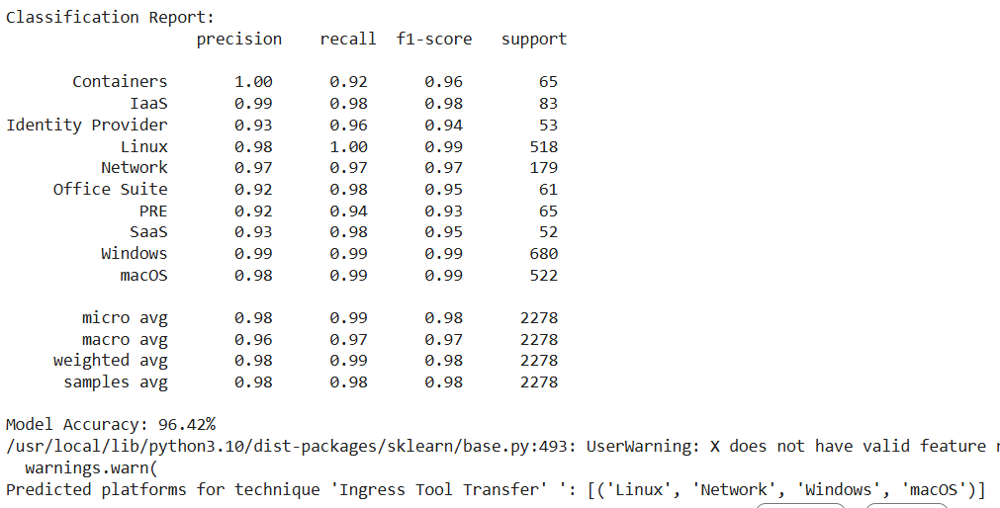 Classification Report:
precision recall f1-score support
Containers 1.00 0.92 0.96 65
IaaS 0.99 0.98 0.98 83
Identity Provider 0.93 0.96 0.94 53
Linux 0.98 1.00 0.99 518
Network 0.97 0.97 0.97 179
Office Suite 0.92 0.98 0.95 61
PRE 0.92 0.94 0.93 65
SaaS 0.93 0.98 0.95 52
Windows 0.99 0.99 0.99 680
macOS 0.98 0.99 0.99 522
micro avg 0.98 0.99 0.98 2278
macro avg 0.96 0.97 0.97 2278
weighted avg 0.98 0.99 0.98 2278
samples avg 0.98 0.98 0.98 2278
Model Accuracy: 96.42%
/usr/local/lib/python3.10/dist-packages/sklearn/base.py:493: UserWarning: X does not have valid feature
warnings.warn(
Predicted platforms for technique 'Ingress Tool Transfer' ': [('Linux', 'Network', 'Windows', 'macOS')]